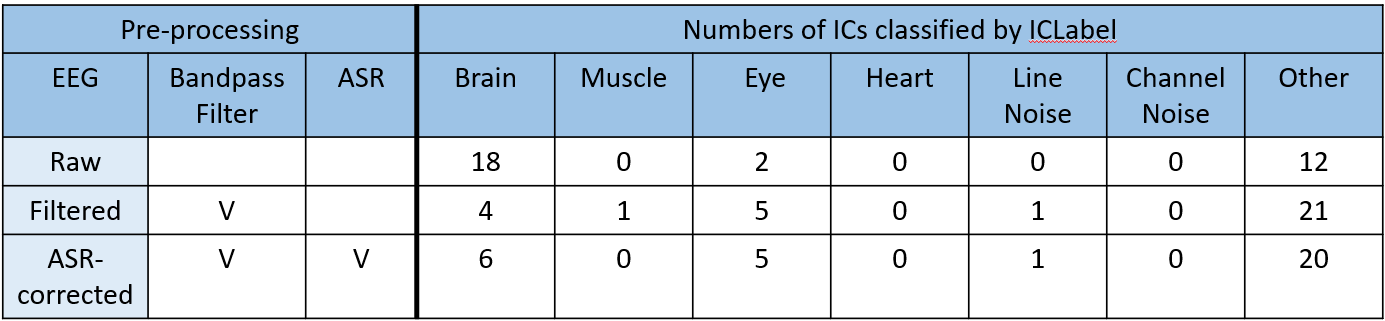 Pre-processing Numbers of ICs classified by ICLabel
EEG Bandpass Filter ASR Brain Muscle Eye Heart Line Noise Channel Noise Other
Raw 18 0 2 0 0 0 12
Filtered V 4 1 5 0 1 0 21
ASR-corrected V V 6 0 5 0 1 0 20